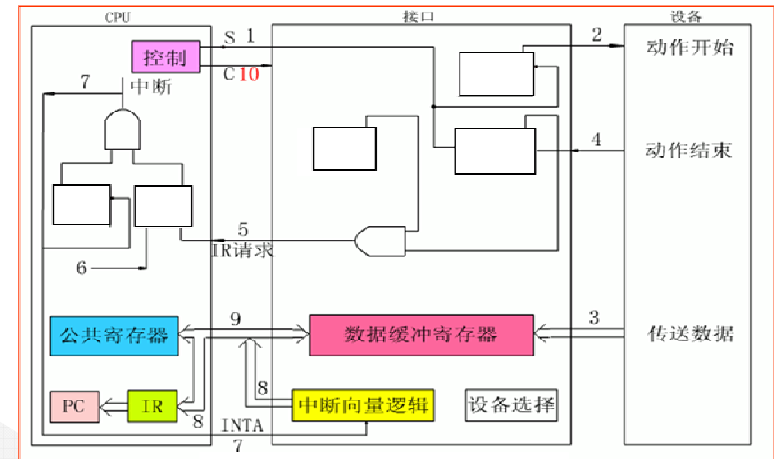 CPU
接口
设备
控制
S 1
C 10
2
动作开始
7
中断
4
动作结束
5
IR请求
6
公共寄存器
9
数据缓冲寄存器
3
传送数据
PC
IR
8
8
中断向量逻辑
设备选择
INTA
7